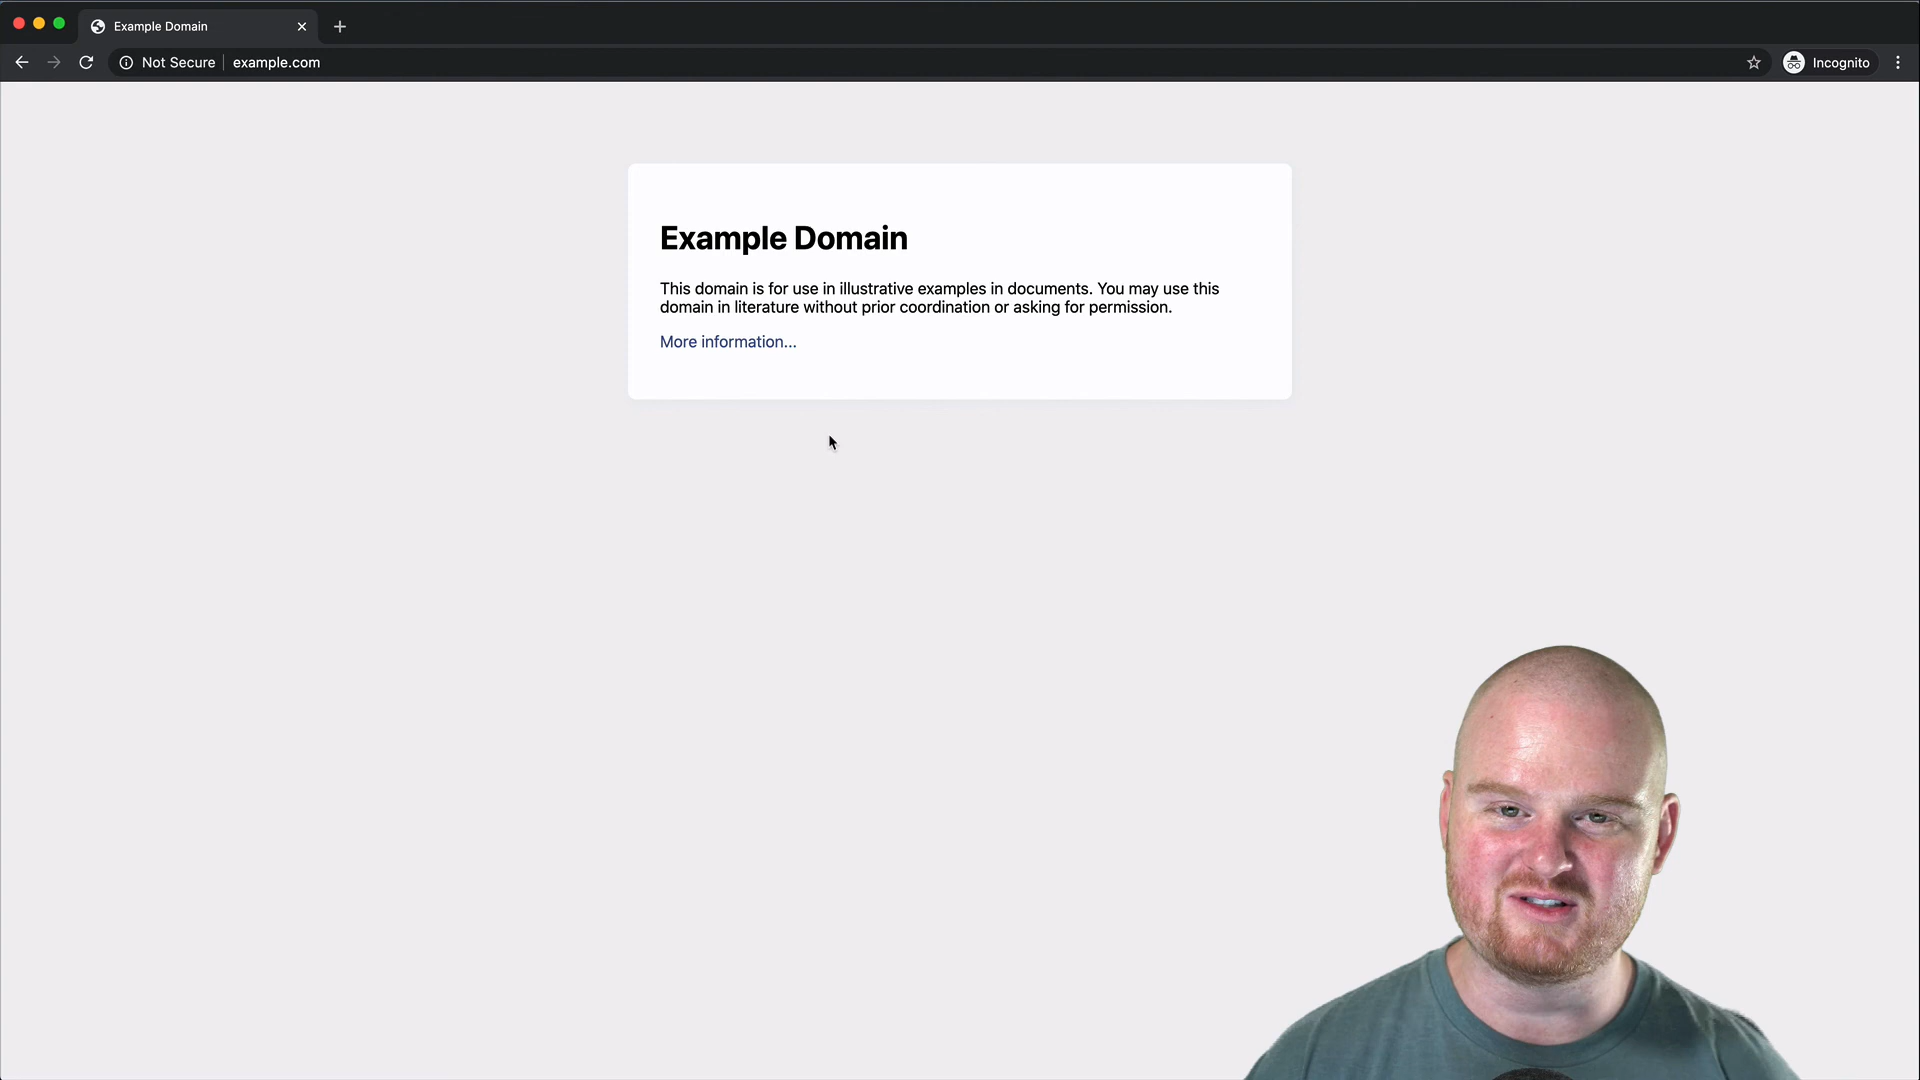 Example Domain
Not Secure
example.com
Incognito
Example Domain
This domain is for use in illustrative examples in documents. You may use this
domain in literature without prior coordination or asking for permission.
More information...